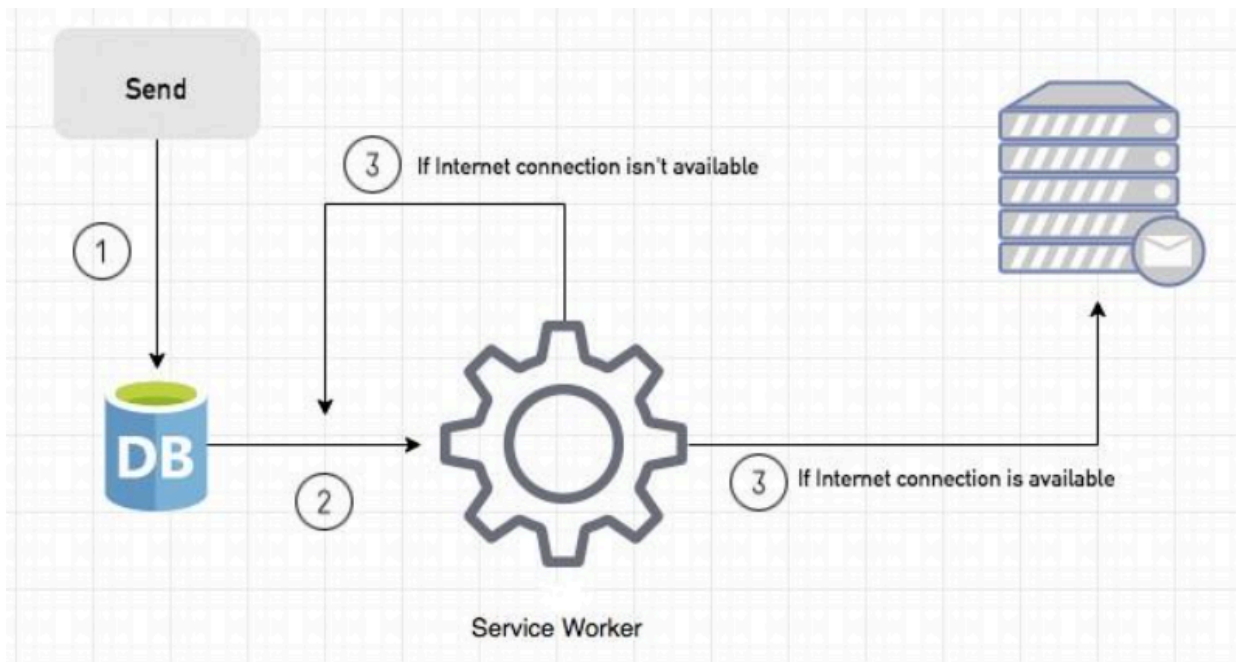 Send
3
If Internet connection isn't available
1
DB
2
3
If Internet connection is available
Service Worker